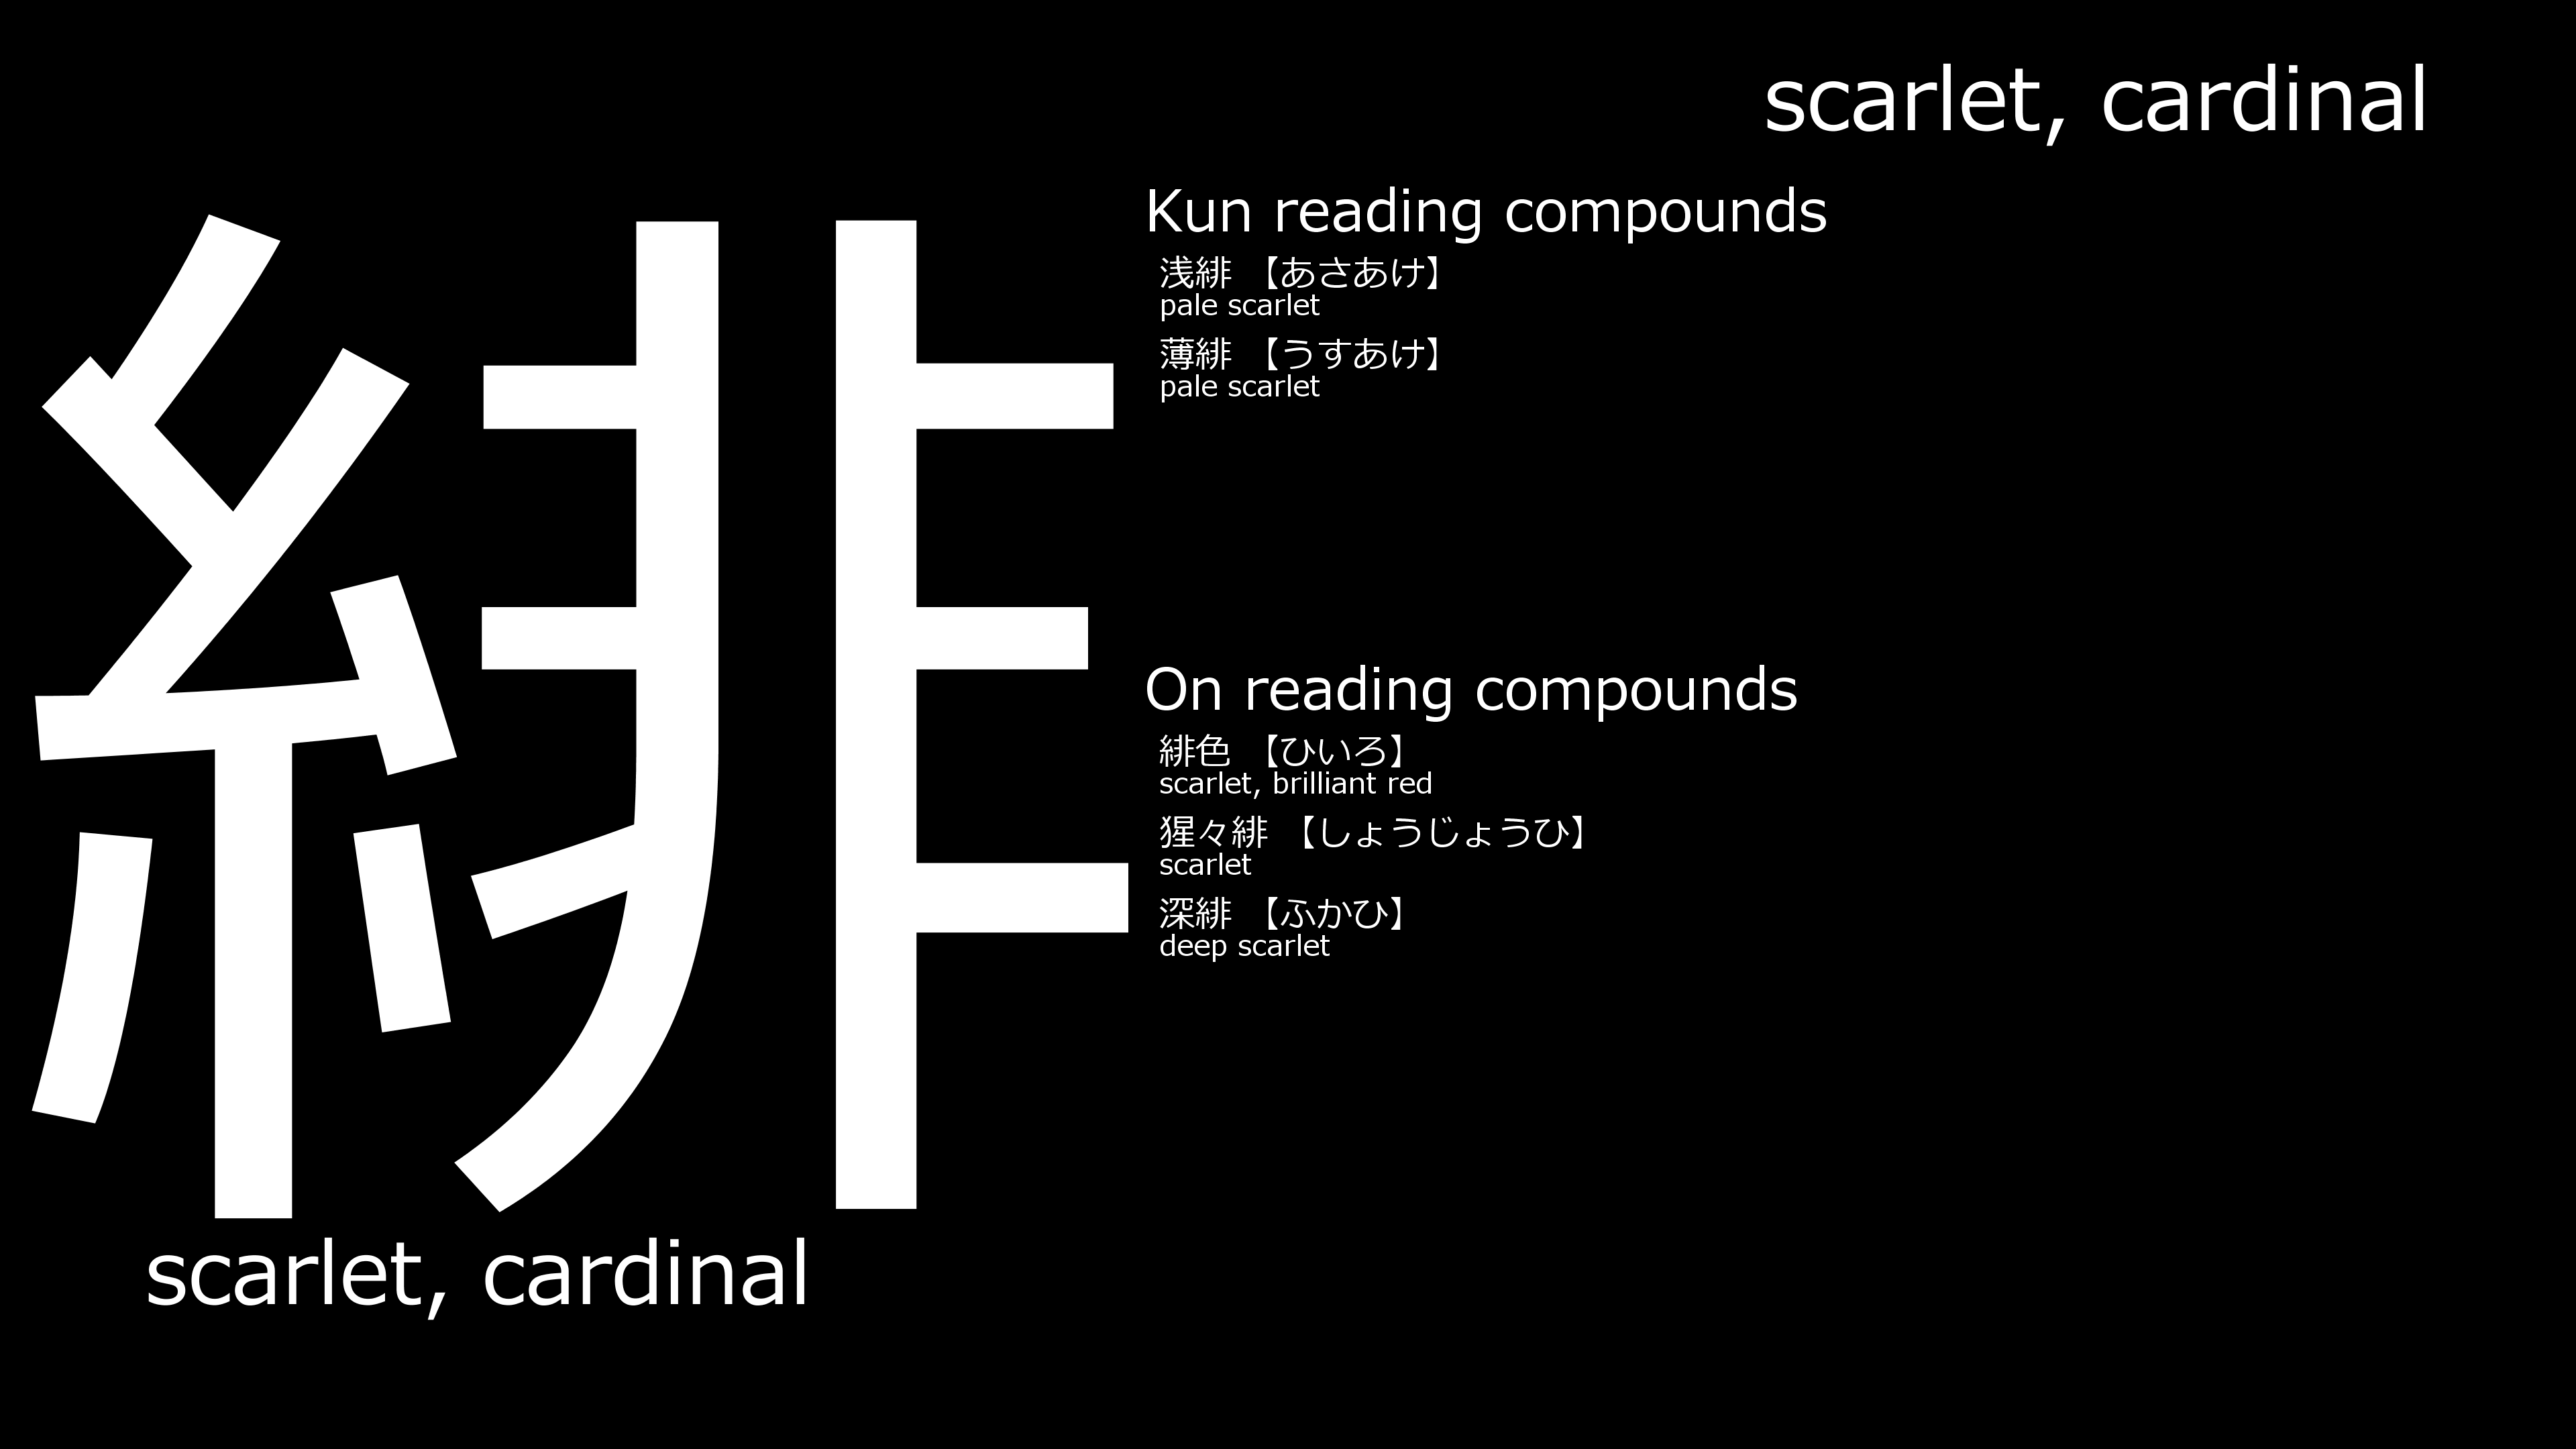 scarlet, cardinal
緋
scarlet, cardinal
Kun reading compounds
浅緋 【あさあけ】
pale scarlet
薄緋 【うすあけ】
pale scarlet
On reading compounds
緋色 【ひいろ】
scarlet, brilliant red
猩々緋 【しょうじょうひ】
scarlet
深緋 【ふかひ】
deep scarlet